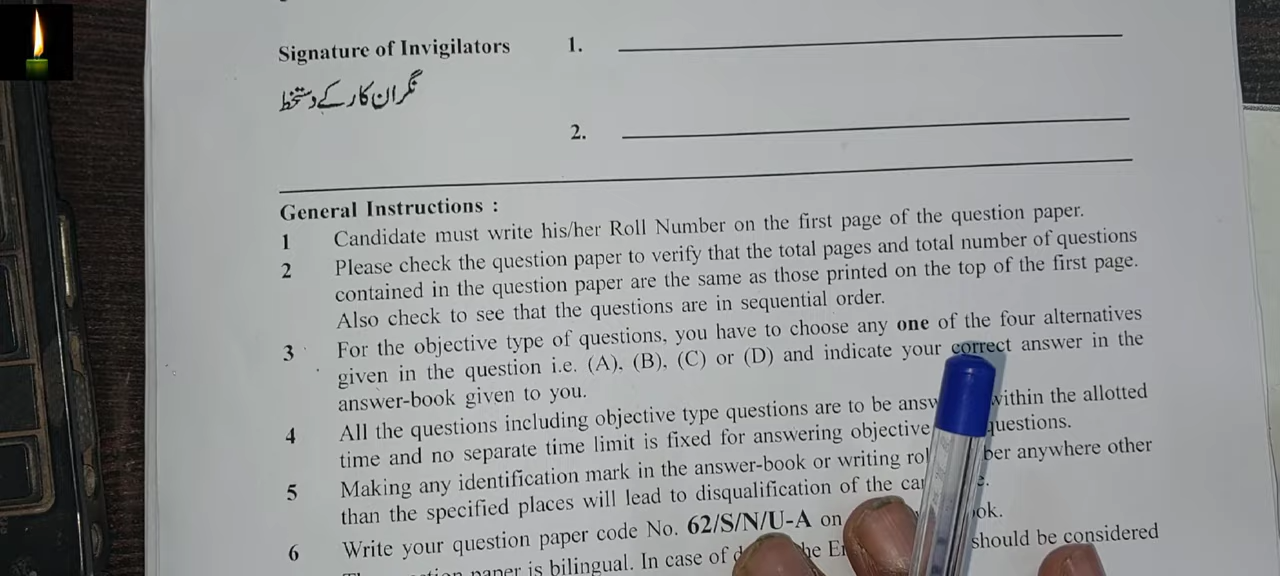 Signature of Invigilators 1.
نگران کار کے دستخط
2.
General Instructions :
1 Candidate must write his/her Roll Number on the first page of the question paper.
2 Please check the question paper to verify that the total pages and total number of questions
contained in the question paper are the same as those printed on the top of the first page.
Also check to see that the questions are in sequential order.
3 For the objective type of questions, you have to choose any one of the four alternatives
given in the question i.e. (A), (B), (C) or (D) and indicate your correct answer in the
answer-book given to you.
4 All the questions including objective type questions are to be within the allotted
time and no separate time limit is fixed for answering objective questions.
5 Making any identification mark in the answer-book or writing anywhere other
than the specified places will lead to disqualification of the
6 Write your question paper code No. 62/S/N/U-A on
paper is bilingual. In case of should be considered